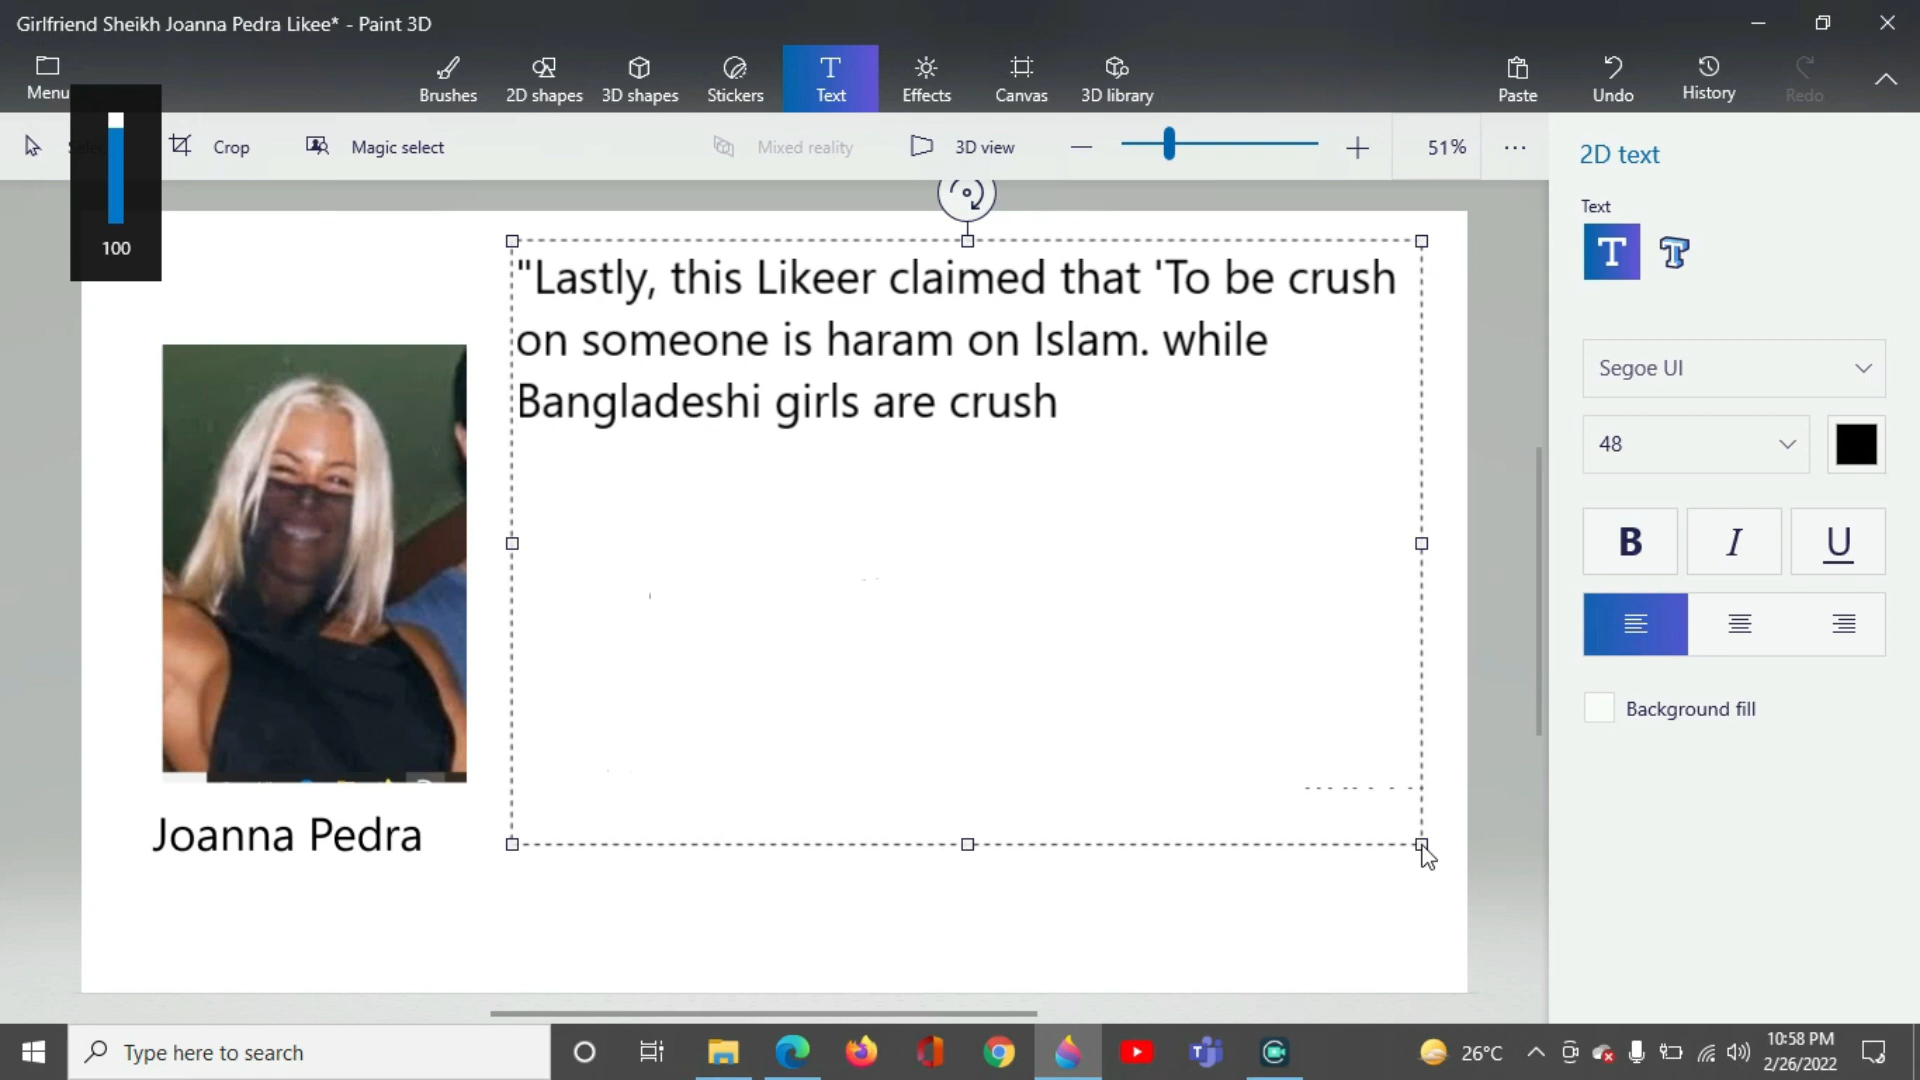 Girlfriend Sheikh Joanna Pedra Likee* - Paint 3D
Menu
Brushes
2D shapes
3D shapes
Stickers
Text
Effects
Canvas
3D library
Paste
Undo
History
Redo
Crop
Magic select
Mixed reality
3D view
51%
100
2D text
Text
Segoe UI
48
B
I
U
Background fill
"Lastly, this Likeer claimed that 'To be crush
on someone is haram on Islam. while
Bangladeshi girls are crush
Joanna Pedra
Type here to search
26°C
10:58 PM
2/26/2022